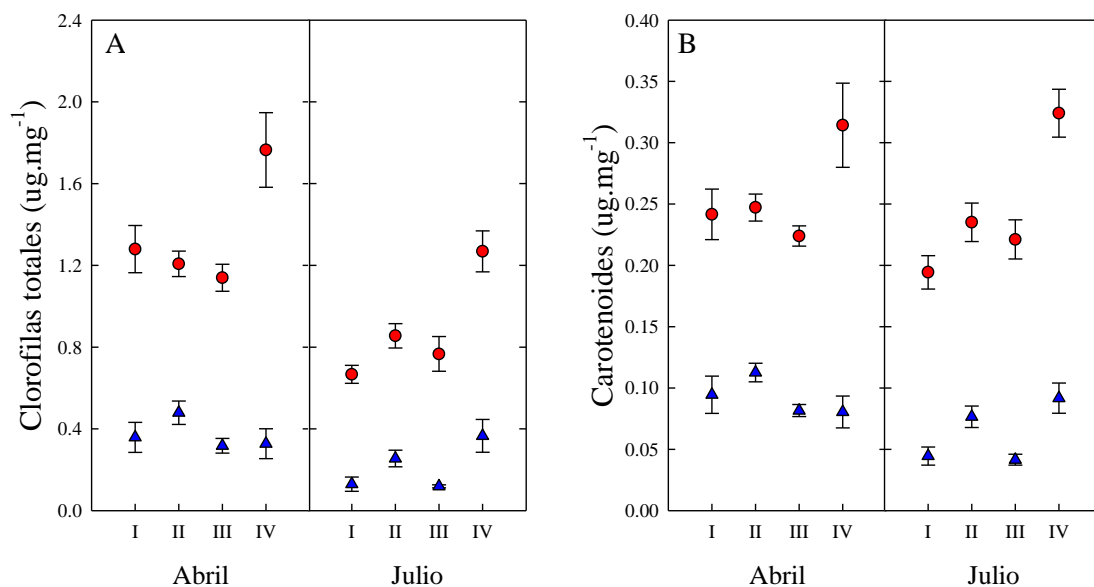 A
Clorofilas totales (ug.mg-1)
2.4
2.0
1.6
1.2
0.8
0.4
0.0
I II III IV I II III IV
Abril Julio
B
Carotenoides (ug.mg-1)
0.40
0.35
0.30
0.25
0.20
0.15
0.10
0.05
0.00
I II III IV I II III IV
Abril Julio